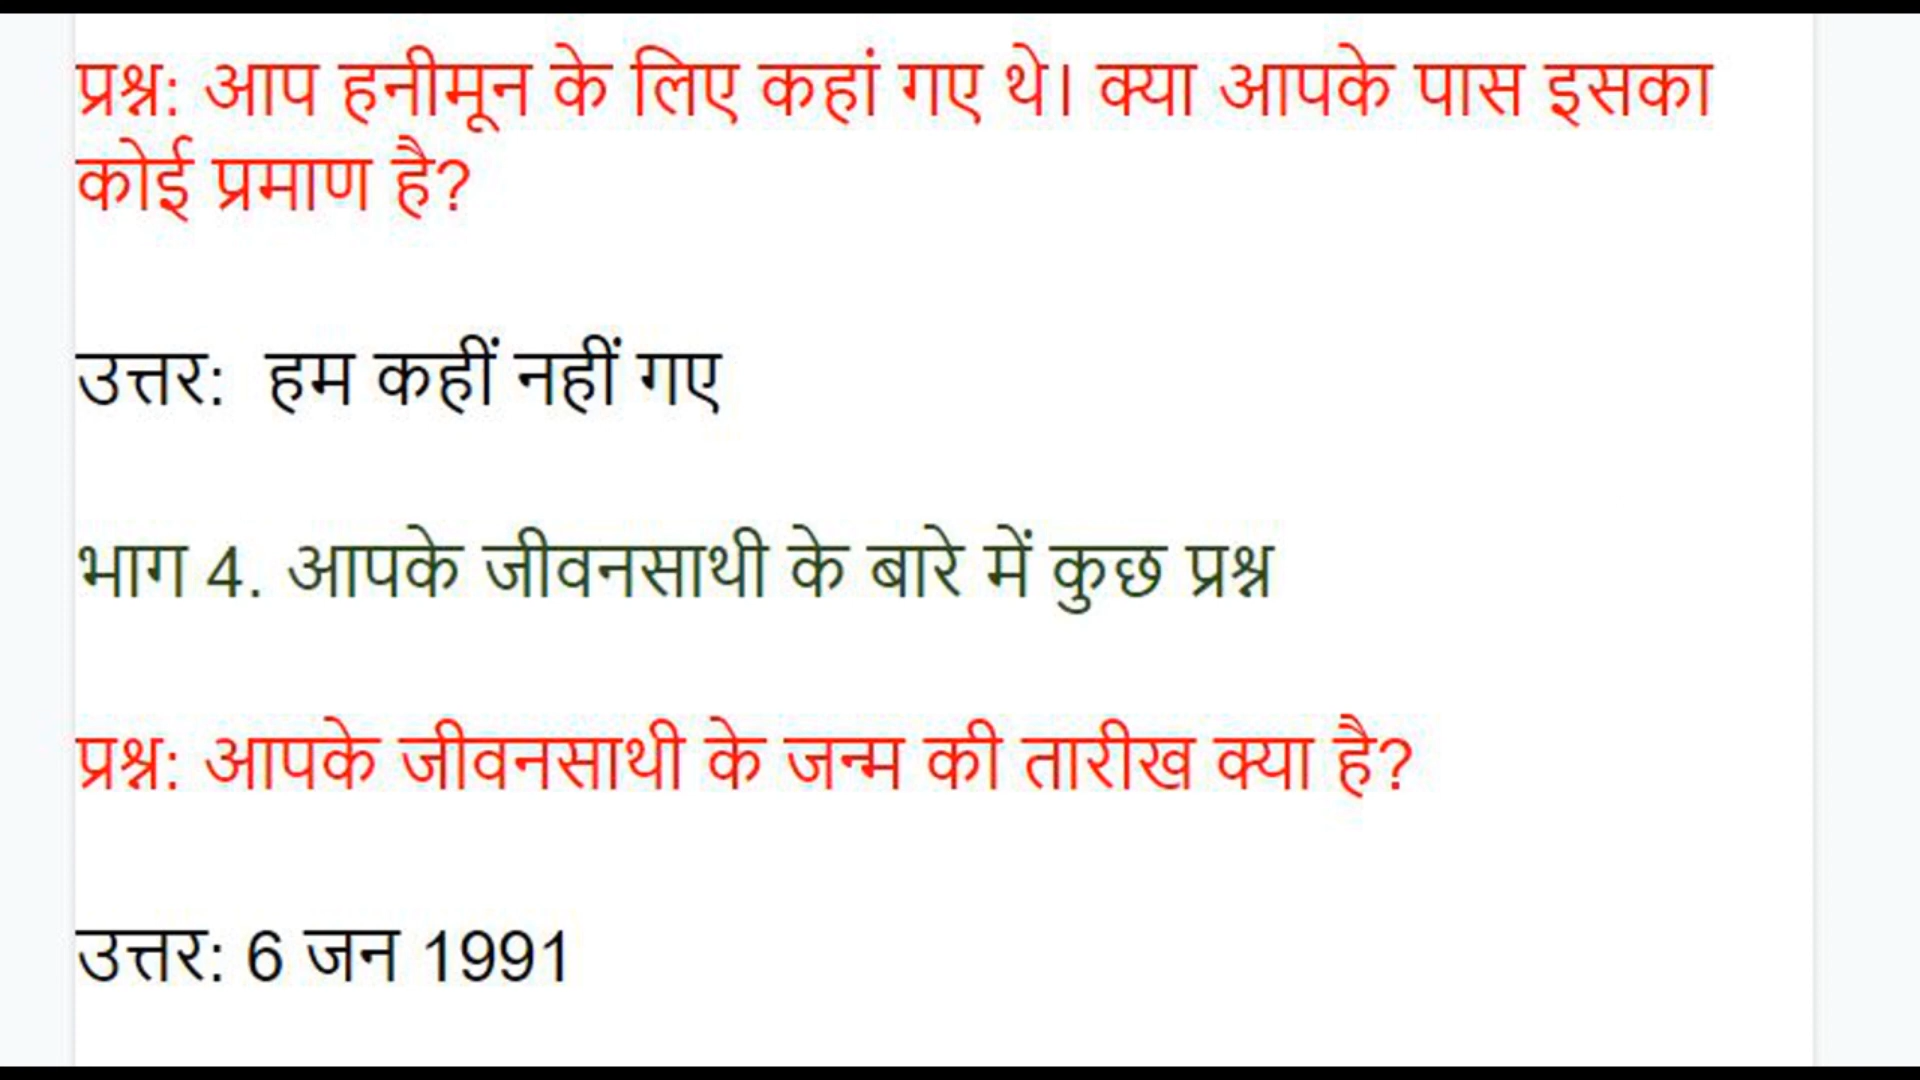 प्रश्न: आप हनीमून के लिए कहां गए थे। क्या आपके पास इसका
कोई प्रमाण है?
उत्तर:  हम कहीं नहीं गए
भाग 4. आपके जीवनसाथी के बारे में कुछ प्रश्न
प्रश्न: आपके जीवनसाथी के जन्म की तारीख क्या है?
उत्तर: 6 जन 1991